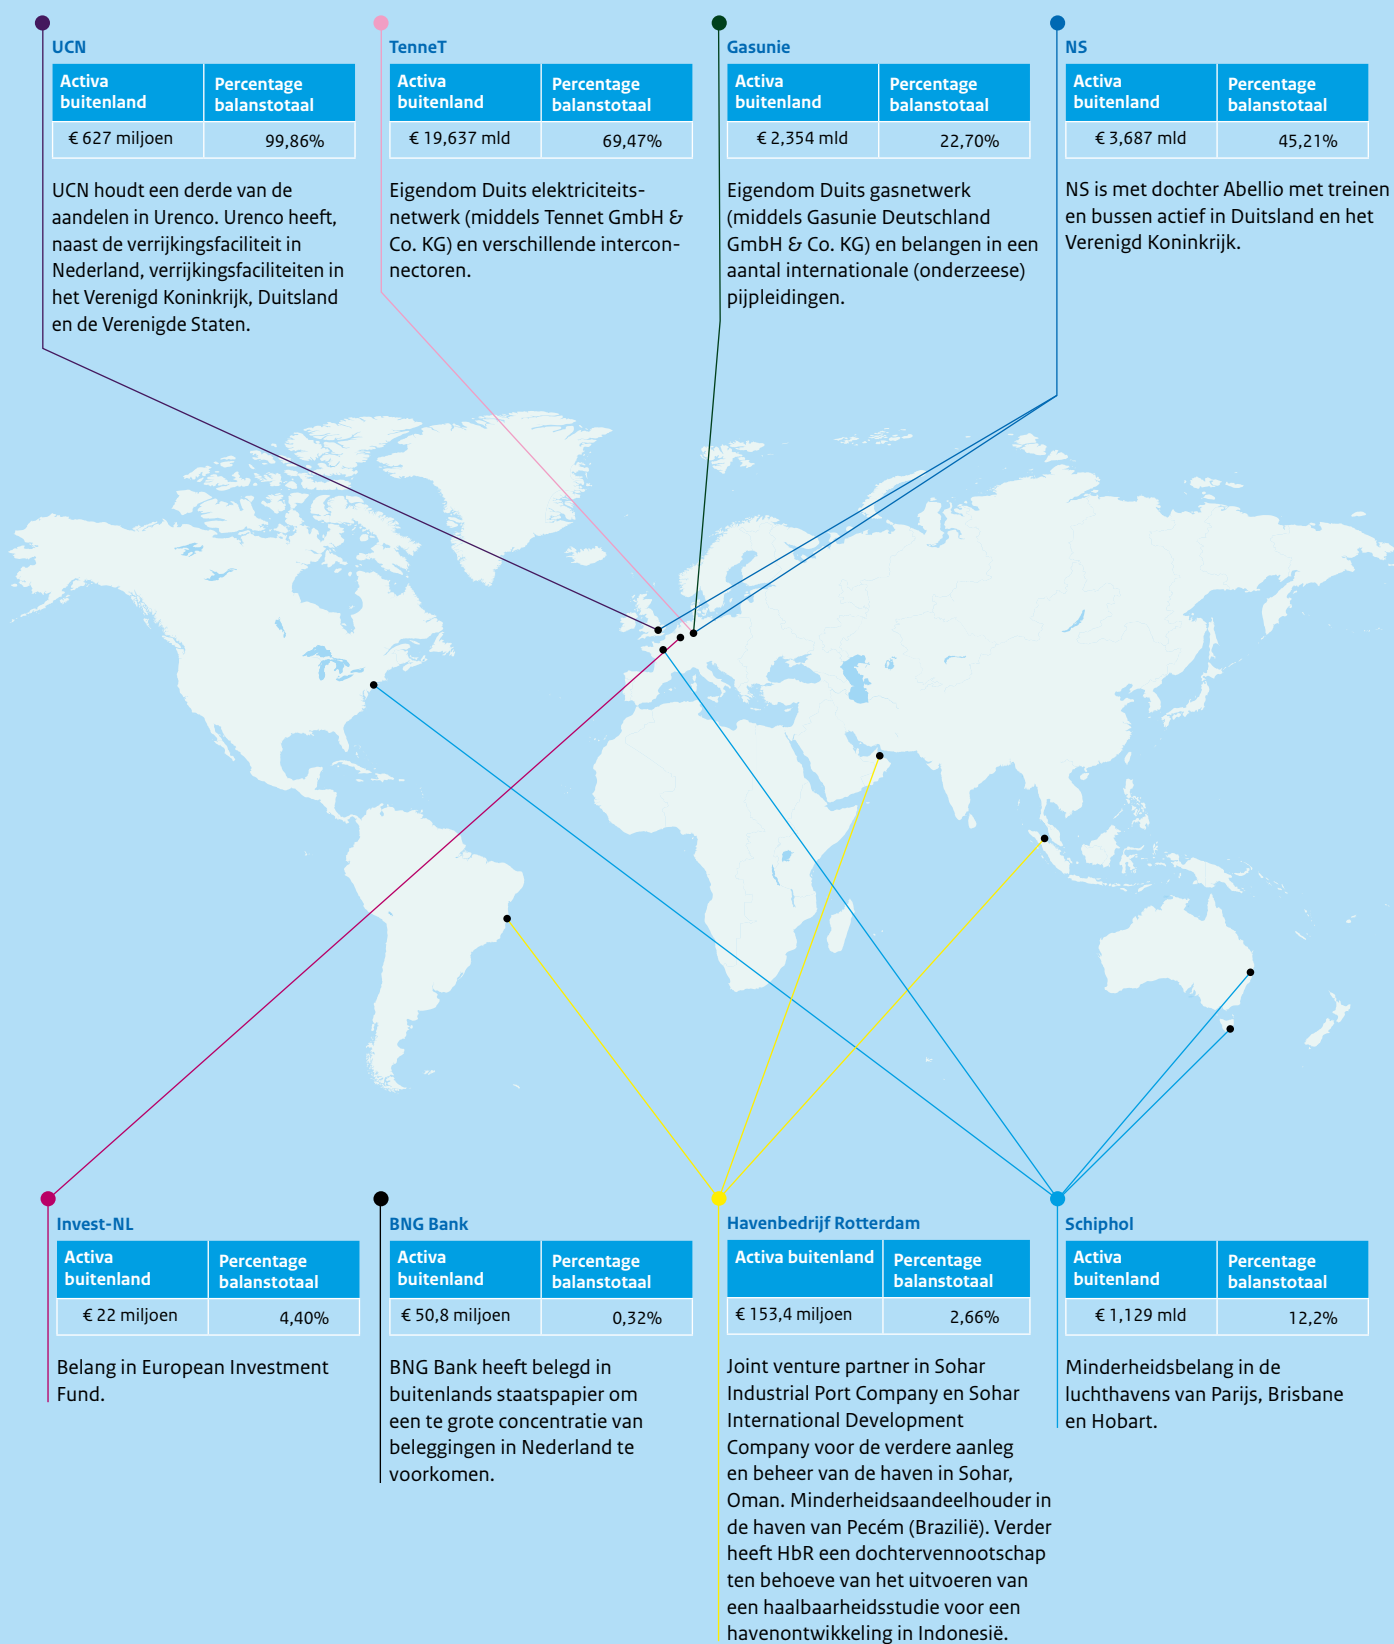 UCN
Activa
buitenland
Percentage
balanstotaal
€ 627 miljoen
99,86%
UCN houdt een derde van de
aandelen in Urenco. Urenco heeft,
naast de verrijkingsfaciliteit in
Nederland, verrijkingsfaciliteiten in
het Verenigd Koninkrijk, Duitsland
en de Verenigde Staten.
TenneT
Activa
buitenland
Percentage
balanstotaal
€ 19,637 mld
69,47%
Eigendom Duits elektriciteits-
netwerk (middels Tennet GmbH &
Co. KG) en verschillende intercon-
nectoren.
Gasunie
Activa
buitenland
Percentage
balanstotaal
€ 2,354 mld
22,70%
Eigendom Duits gasnetwerk
(middels Gasunie Deutschland
GmbH & Co. KG) en belangen in een
aantal internationale (onderzeese)
pijpleidingen.
NS
Activa
buitenland
Percentage
balanstotaal
€ 3,687 mld
45,21%
NS is met dochter Abellio met treinen
en bussen actief in Duitsland en het
Verenigd Koninkrijk.
Invest-NL
Activa
buitenland
Percentage
balanstotaal
€ 22 miljoen
4,40%
Belang in European Investment
Fund.
BNG Bank
Activa
buitenland
Percentage
balanstotaal
€ 50,8 miljoen
0,32%
BNG Bank heeft belegd in
buitenlands staatspapier om
een te grote concentratie van
beleggingen in Nederland te
voorkomen.
Havenbedrijf Rotterdam
Activa buitenland
Percentage
balanstotaal
€ 153,4 miljoen
2,66%
Joint venture partner in Sohar
Industrial Port Company en Sohar
International Development
Company voor de verdere aanleg
en beheer van de haven in Sohar,
Oman. Minderheidsaandeelhouder in
de haven van Pecém (Brazilië). Verder
heeft HbR een dochtervennootschap
ten behoeve van het uitvoeren van
een haalbaarheidsstudie voor een
havenontwikkeling in Indonesië.
Schiphol
Activa
buitenland
Percentage
balanstotaal
€ 1,129 mld
12,2%
Minderheidsbelang in de
luchthavens van Parijs, Brisbane
en Hobart.